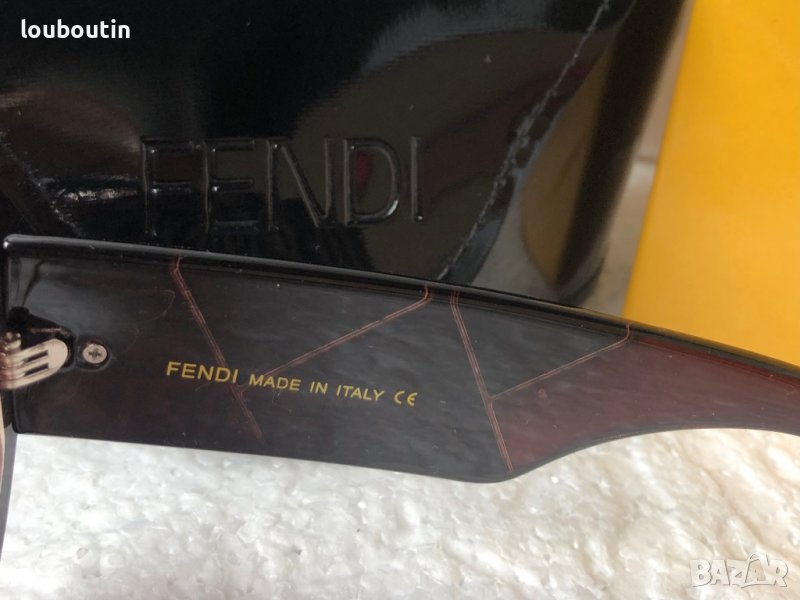 louboutin
FENDI
FENDI MADE IN ITALY CE
BAZAR